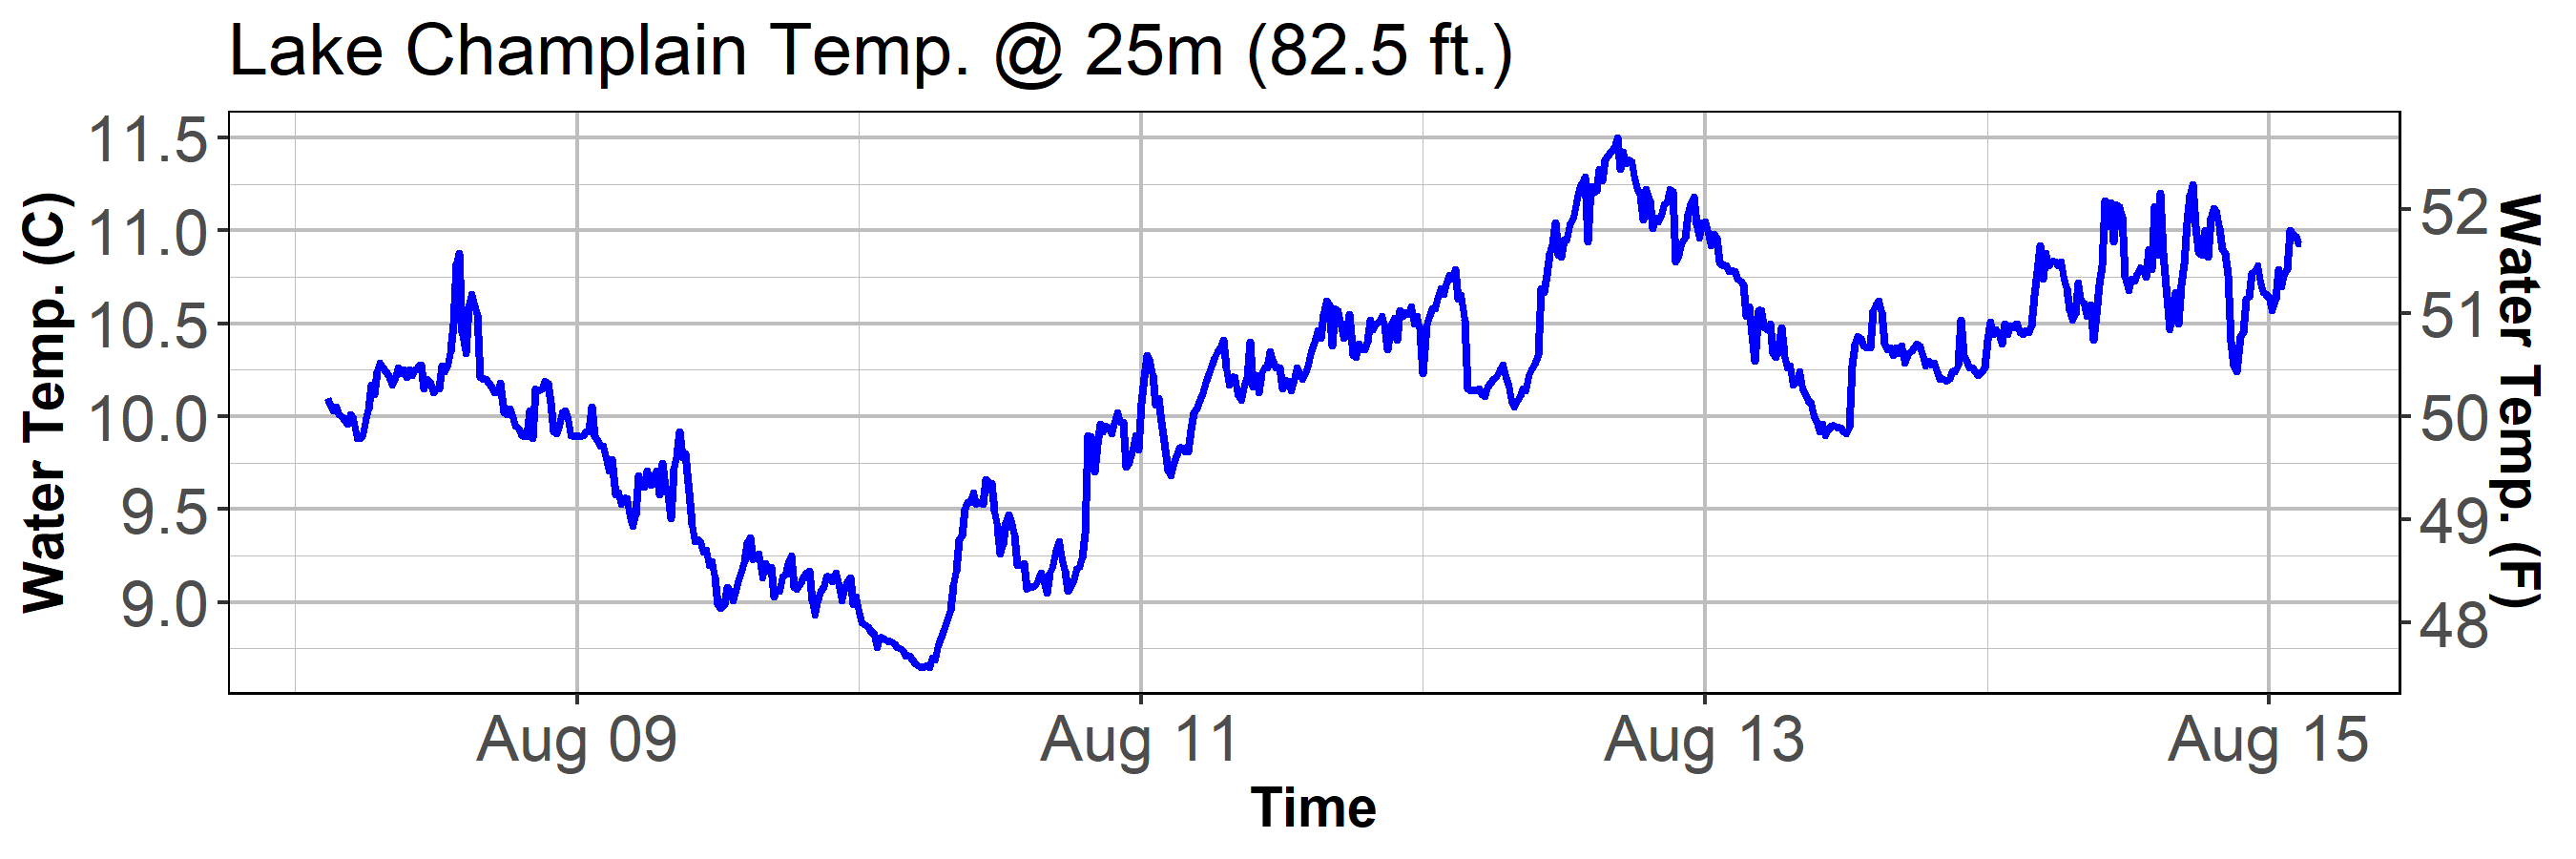 Lake Champlain Temp. @ 25m (82.5 ft.)
Water Temp. (C)
11.5
11.0
10.5
10.0
9.5
9.0
52
51
50
49
48
Water Temp. (F)
Aug 09 Aug 11 Aug 13 Aug 15
Time